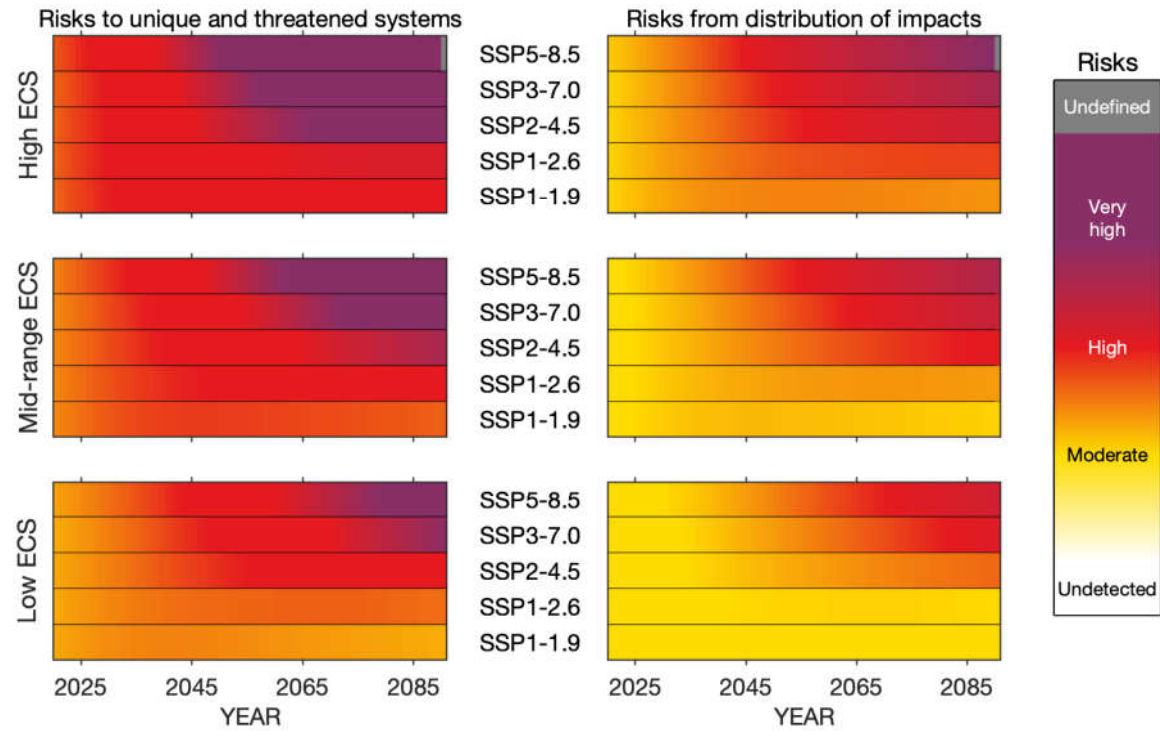 Risks to unique and threatened systems
Risks from distribution of impacts
High ECS
SSP5-8.5
SSP3-7.0
SSP2-4.5
SSP1-2.6
SSP1-1.9
Mid-range ECS
SSP5-8.5
SSP3-7.0
SSP2-4.5
SSP1-2.6
SSP1-1.9
Low ECS
SSP5-8.5
SSP3-7.0
SSP2-4.5
SSP1-2.6
SSP1-1.9
2025 2045 2065 2085
YEAR
2025 2045 2065 2085
YEAR
Risks
Undefined
Very
high
High
Moderate
Undetected